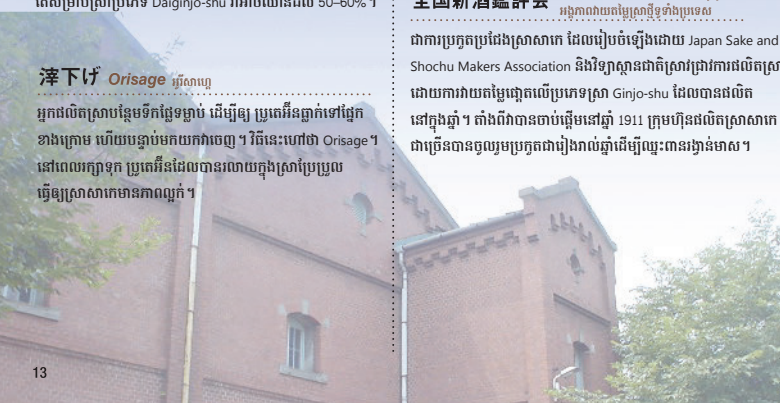 តែសម្រាប់ស្រាប្រភេទ Daiginjo-shu វាអាចឈានដល់ 50–60%។
滓下げ Orisage អូរីសាហ្គេ
អ្នកផលិតស្រាបន្ថែមទឹកផ្លែទម្លាប់ ដើម្បីឲ្យ ប្រូតេអ៊ីនធ្លាក់ទៅផ្នែក
ខាងក្រោម ហើយបន្ទាប់មកយកវាចេញ។ វិធីនេះហៅថា Orisage។
នៅពេលរក្សាទុក ប្រូតេអ៊ីនដែលបានរលាយក្នុងស្រាប្រែប្រួល
ធ្វើឲ្យស្រាសាកេមានភាពល្អក់។
全国新酒鑑評会
អង្គភាពវាយតម្លៃស្រាថ្មីទូទាំងប្រទេស
ជាការប្រកួតប្រជែងស្រាសាកេ ដែលរៀបចំឡើងដោយ Japan Sake and
Shochu Makers Association និងវិទ្យាស្ថានជាតិស្រាវជ្រាវការផលិតស្រា
ដោយការវាយតម្លៃផ្តោតលើប្រភេទស្រា Ginjo-shu ដែលបានផលិត
នៅក្នុងឆ្នាំ។ តាំងពីវាបានចាប់ផ្តើមនៅឆ្នាំ 1911 ក្រុមហ៊ុនផលិតស្រាសាកេ
ជាច្រើនបានចូលរួមប្រកួតជារៀងរាល់ឆ្នាំដើម្បីឈ្នះពានរង្វាន់មាស។
13